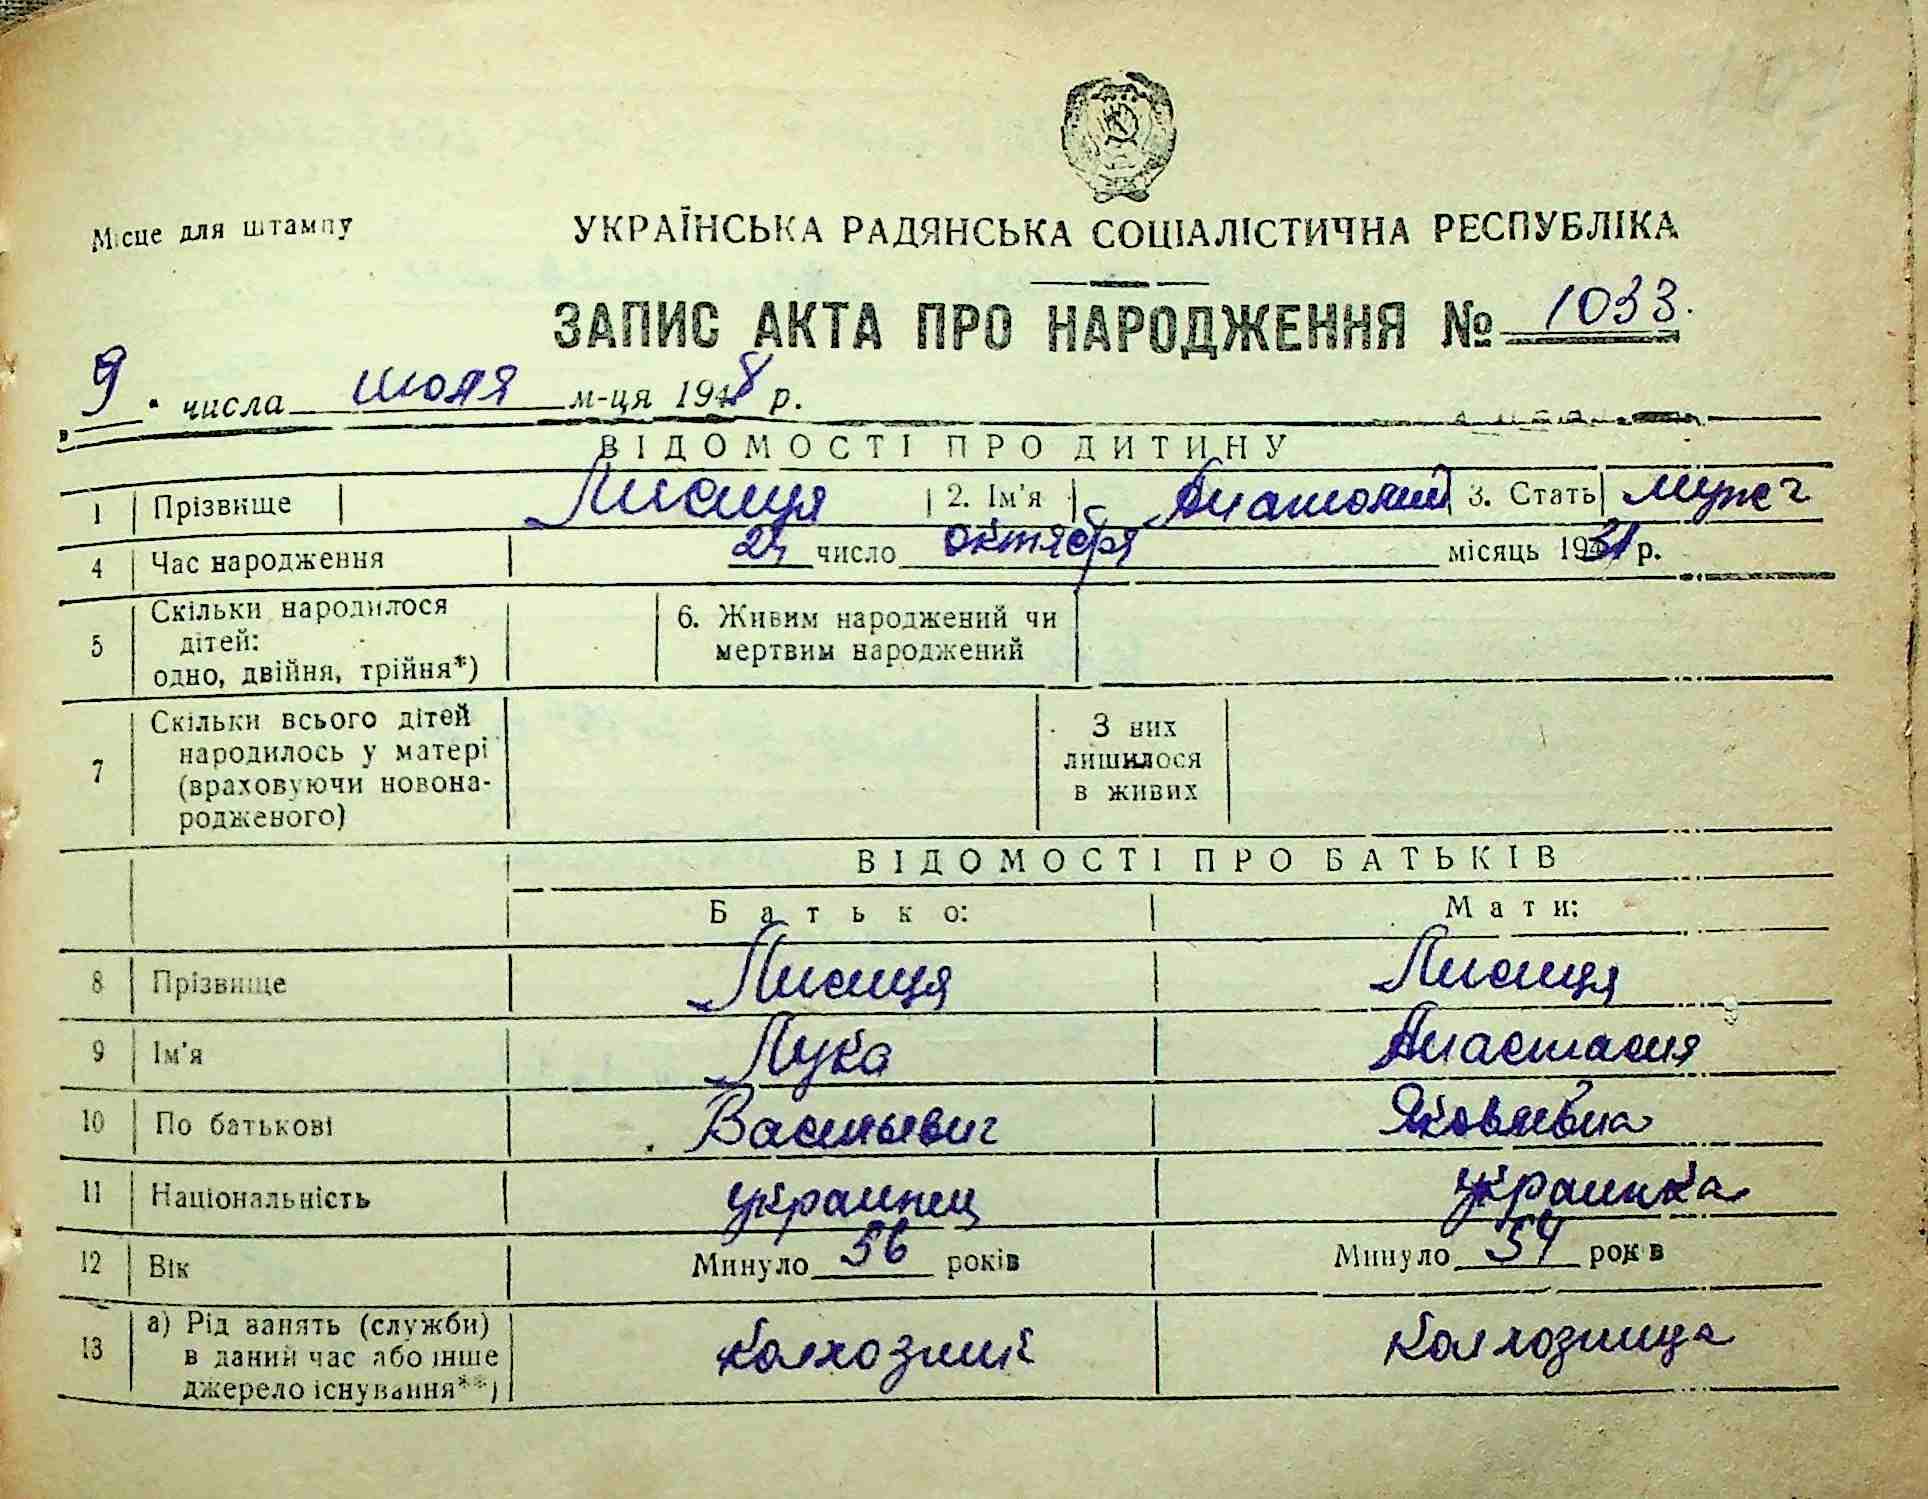 Місце для штампу
УКРАЇНСЬКА РАДЯНСЬКА СОЦІАЛІСТИЧНА РЕСПУБЛІКА
ЗАПИС АКТА ПРО НАРОДЖЕННЯ № 1033.
9 числа июля м-ця 1948 р.
ВІДОМОСТІ ПРО ДИТИНУ
1 Прізвище Лисиця 2. Ім'я Анатолий 3. Стать муж
4 Час народження число октября місяць 1931 р.
5 Скільки народилося дітей: одно, двійня, трійня*)
6. Живим народжений чи мертвим народжений
7 Скільки всього дітей народилось у матері (враховуючи новонародженого)
З них лишилося в живих
ВІДОМОСТІ ПРО БАТЬКІВ
Батько: Мати:
8 Прізвище Лисиця Лисиця
9 Ім'я Лука Анастасия
10 По батькові Васильевич Яковлевна
11 Національність украинец украинка
12 Вік Минуло 56 років Минуло 54 років
13 а) Рід занять (служби) в даний час або інше джерело існування**) колхозник колхозница